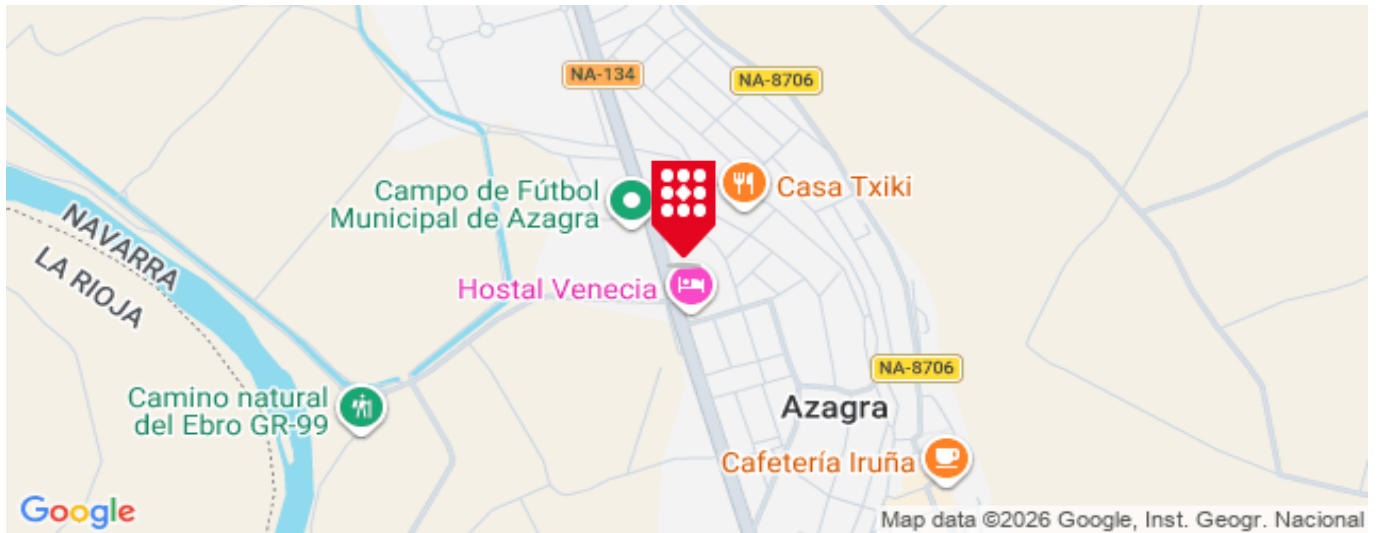 NA-134
NA-8706
Campo de Fútbol
Municipal de Azagra
Casa Txiki
NAVARRA
LA RIOJA
Hostal Venecia
NA-8706
Camino natural
del Ebro GR-99
Azagra
Cafetería Iruña
Google
Map data ©2026 Google, Inst. Geogr. Nacional